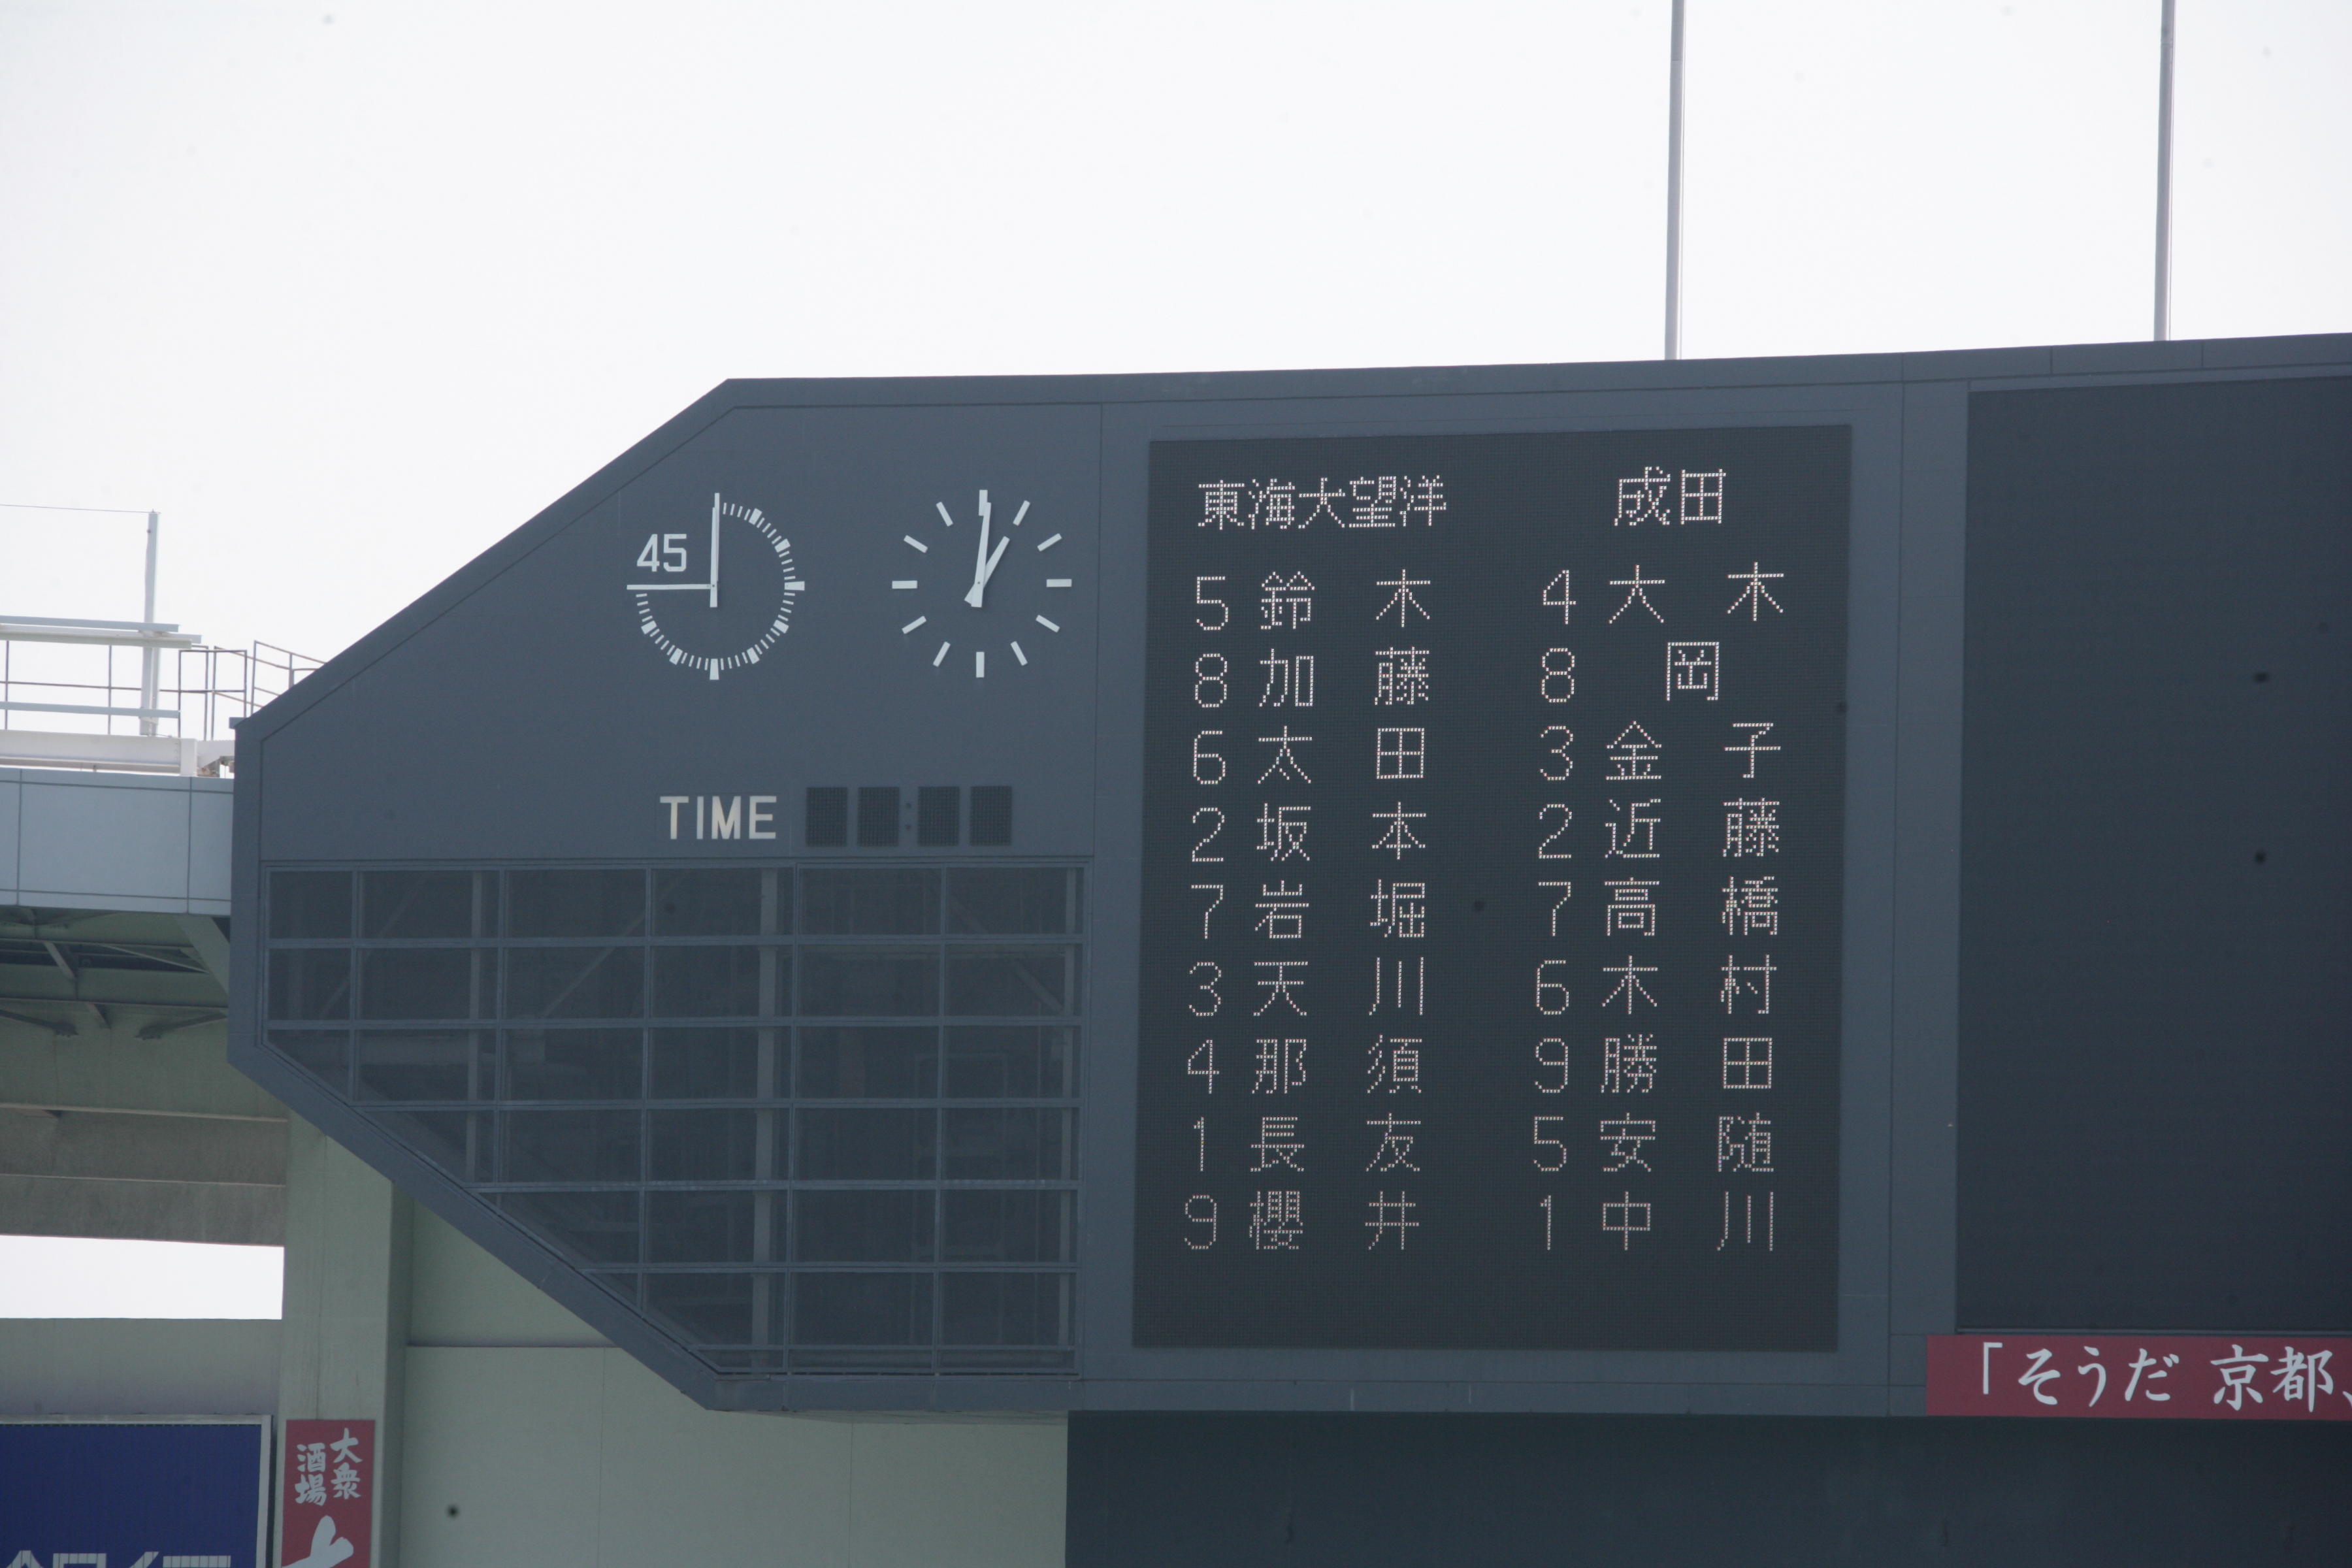 45
TIME
東海大望洋 成田
5 鈴木 4 大木
8 加藤 8 岡
6 太田 3 金子
2 坂本 2 近藤
7 岩堀 7 高橋
3 天川 6 木村
4 那須 9 勝田
1 長友 5 安随
9 櫻井 1 中川
「そうだ 京都、
大衆
酒場
銀行